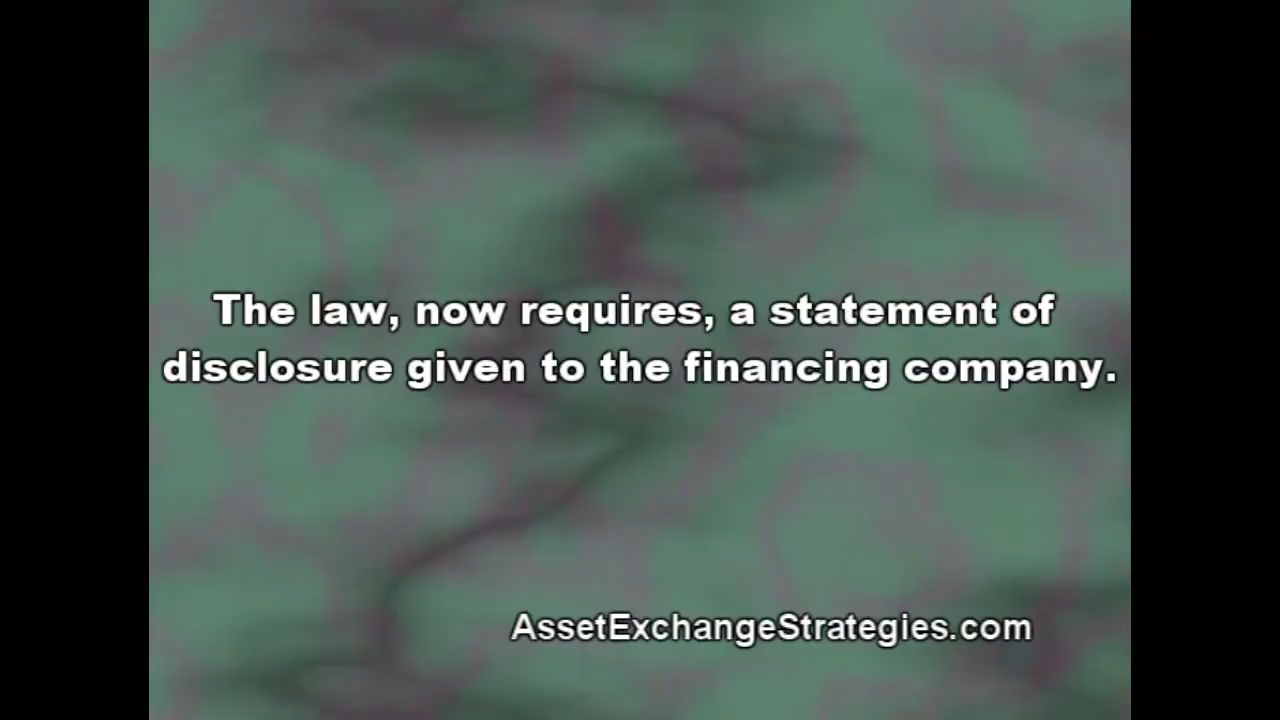 The law, now requires, a statement of
disclosure given to the financing company.
AssetExchangeStrategies.com